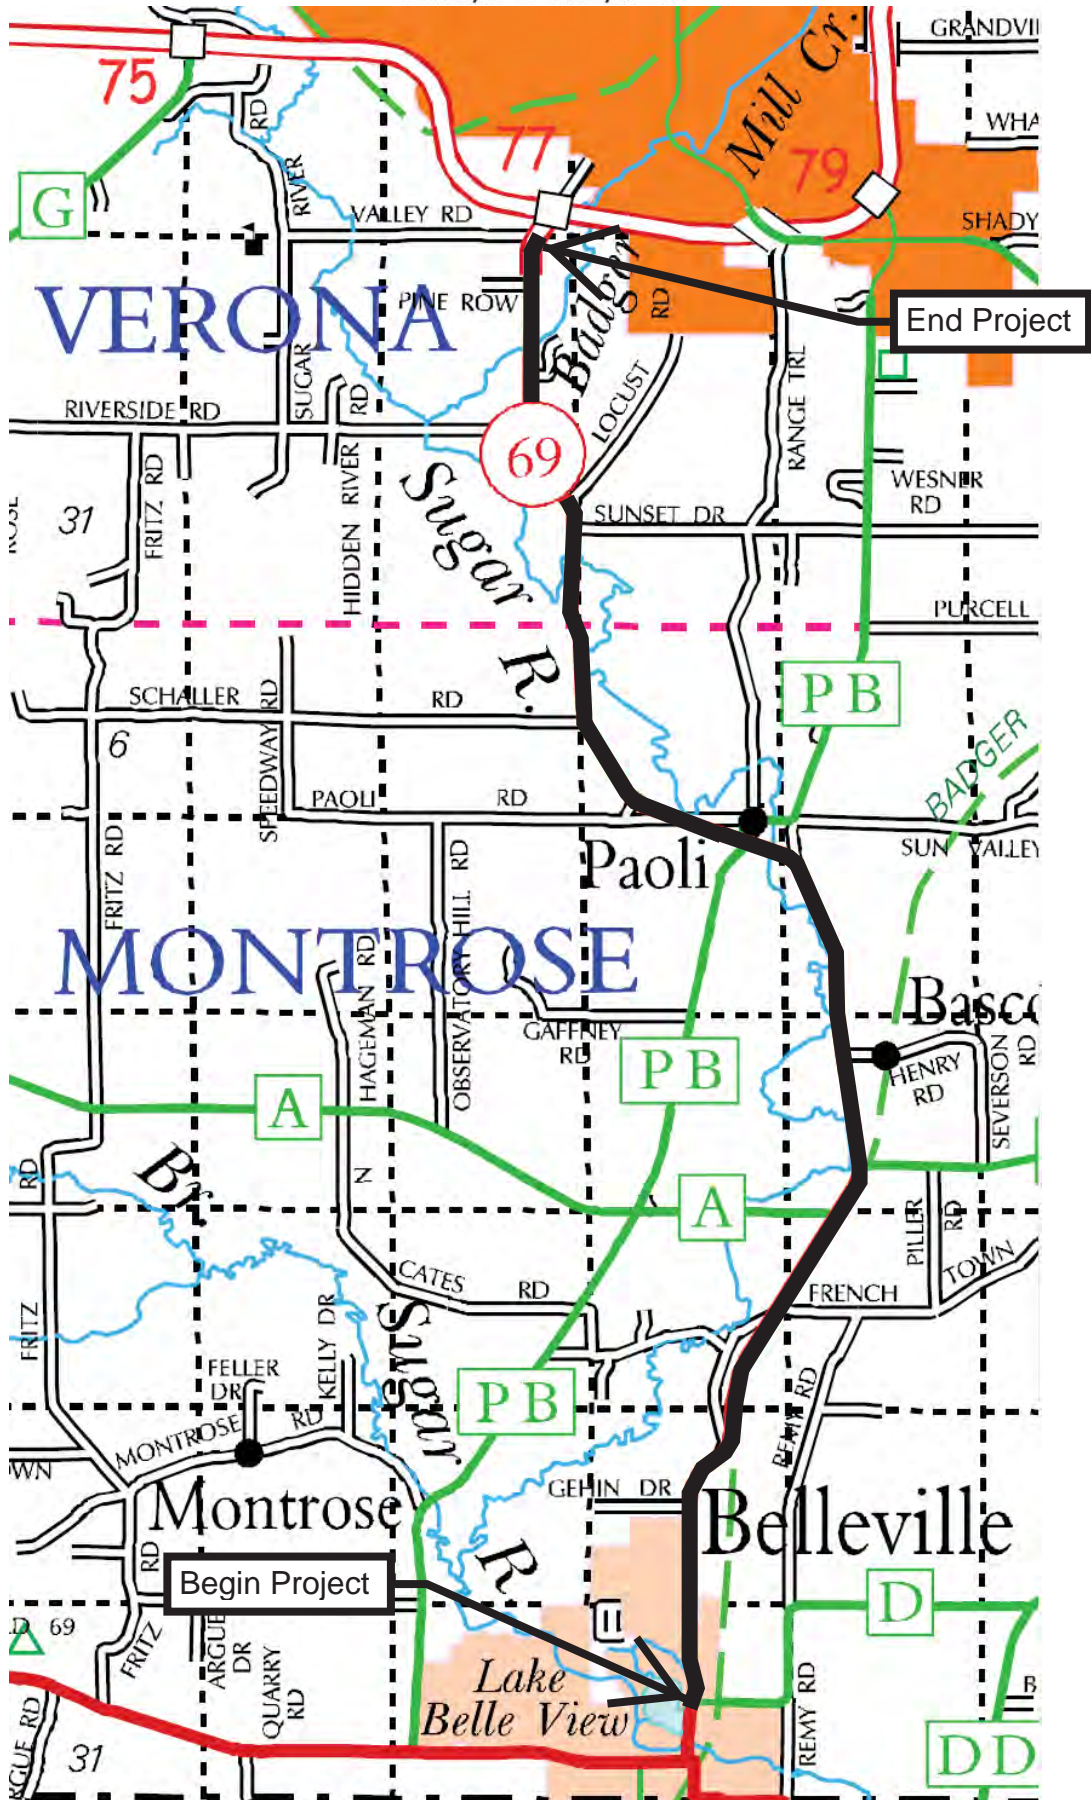 GRANDVI
75
Mill Cr.
RD
WHA
77
79
G
RIVER
VALLEY RD
SHADY
VERONA
PINE ROW
Badger
RD
End Project
SUGAR
RD
LOCUST
RANGE TRL
RIVERSIDE RD
69
Sugar
WESNER
RD
31
FRITZ RD
HIDDEN RIVER
SUNSET DR
PURCELL
R.
SCHALLER RD
SPEEDWAY RD
P B
6
BADGER
PAOLI RD
SUN VALLEY
FRITZ RD
Paoli
OBSERVATORY HILL RD
MONTROSE
HAGEMAN RD
Basco
GAFFNEY
RD
P B
HENRY
RD
SEVERSON
RD
A
N
Br.
RD
A
PILLER
RD
TOWN
CATES RD
FRENCH
FRITZ
KELLY DR
Sugar
FELLER
DR
P B
REMY RD
MONTROSE RD
WN
GEHIN DR
Montrose
Belleville
R.
RD
Begin Project
D
69
FRITZ
ARGUE
DR
QUARRY
RD
Lake
Belle View
REMY RD
B
RGUE RD
31
D D